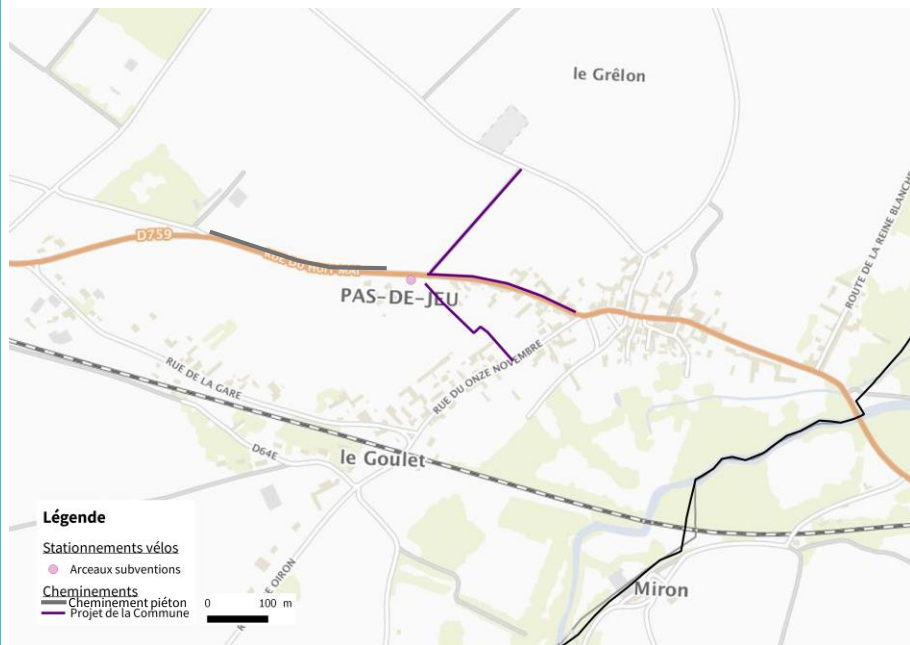 le Grêlon
ROUTE DE LA REINE BLANCHE
D759
RUE DU HUIT MAI
PAS-DE-JEU
RUE DU ONZE NOVEMBRE
RUE DE LA GARE
D64E
le Goulet
OIRON
Miron
Légende
Stationnements vélos
Arceaux subventions
Cheminements
Cheminement piéton
Projet de la Commune
0 100 m